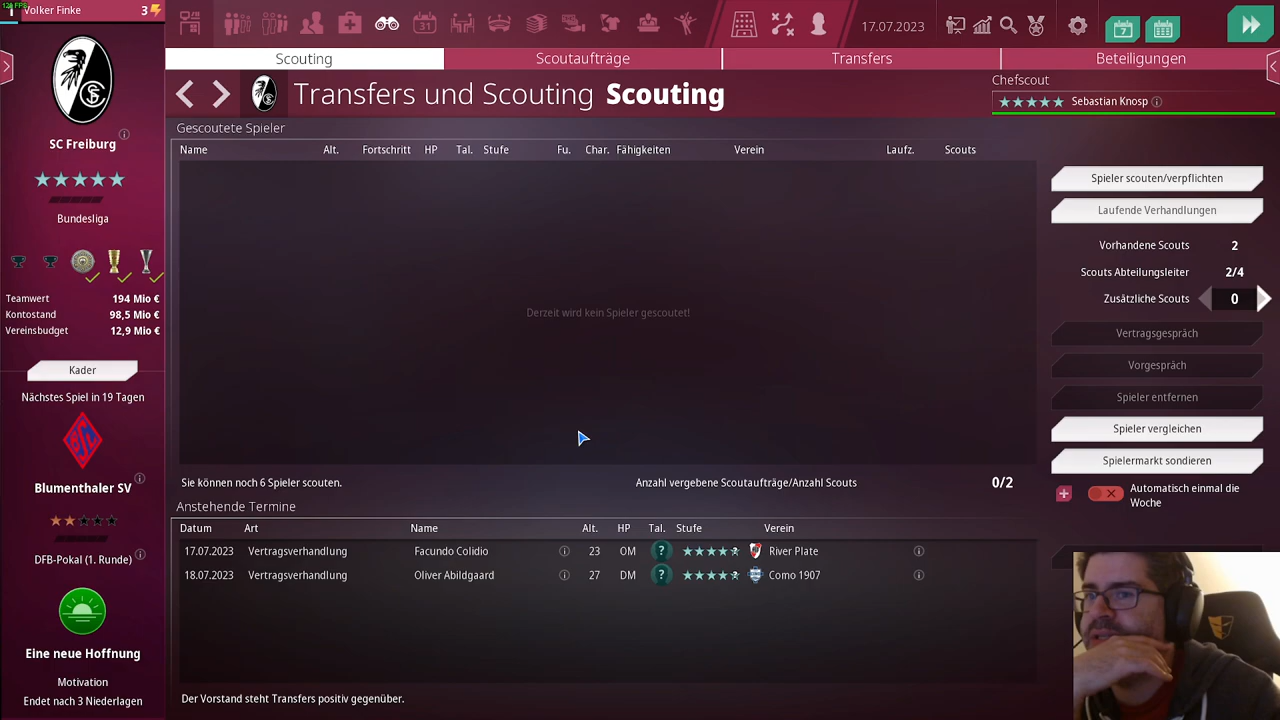 120 FPS
Volker Finke 3
17.07.2023
Scouting Scoutaufträge Transfers Beteiligungen
Transfers und Scouting Scouting
Chefscout
Sebastian Knosp
SC Freiburg
Bundesliga
Teamwert 194 Mio €
Kontostand 98,5 Mio €
Vereinsbudget 12,9 Mio €
Kader
Nächstes Spiel in 19 Tagen
Blumenthaler SV
DFB-Pokal (1. Runde)
Eine neue Hoffnung
Motivation
Endet nach 3 Niederlagen
Gescoutete Spieler
Name Alt. Fortschritt HP Tal. Stufe Fu. Char. Fähigkeiten Verein Laufz. Scouts
Derzeit wird kein Spieler gescoutet!
Sie können noch 6 Spieler scouten. Anzahl vergebene Scoutaufträge/Anzahl Scouts 0/2
Anstehende Termine
Datum Art Name Alt. HP Tal. Stufe Verein
17.07.2023 Vertragsverhandlung Facundo Colidio 23 OM ? River Plate
18.07.2023 Vertragsverhandlung Oliver Abildgaard 27 DM ? Como 1907
Der Vorstand steht Transfers positiv gegenüber.
Spieler scouten/verpflichten
Laufende Verhandlungen
Vorhandene Scouts 2
Scouts Abteilungsleiter 2/4
Zusätzliche Scouts 0
Vertragsgespräch
Vorgespräch
Spieler entfernen
Spieler vergleichen
Spielermarkt sondieren
Automatisch einmal die
Woche